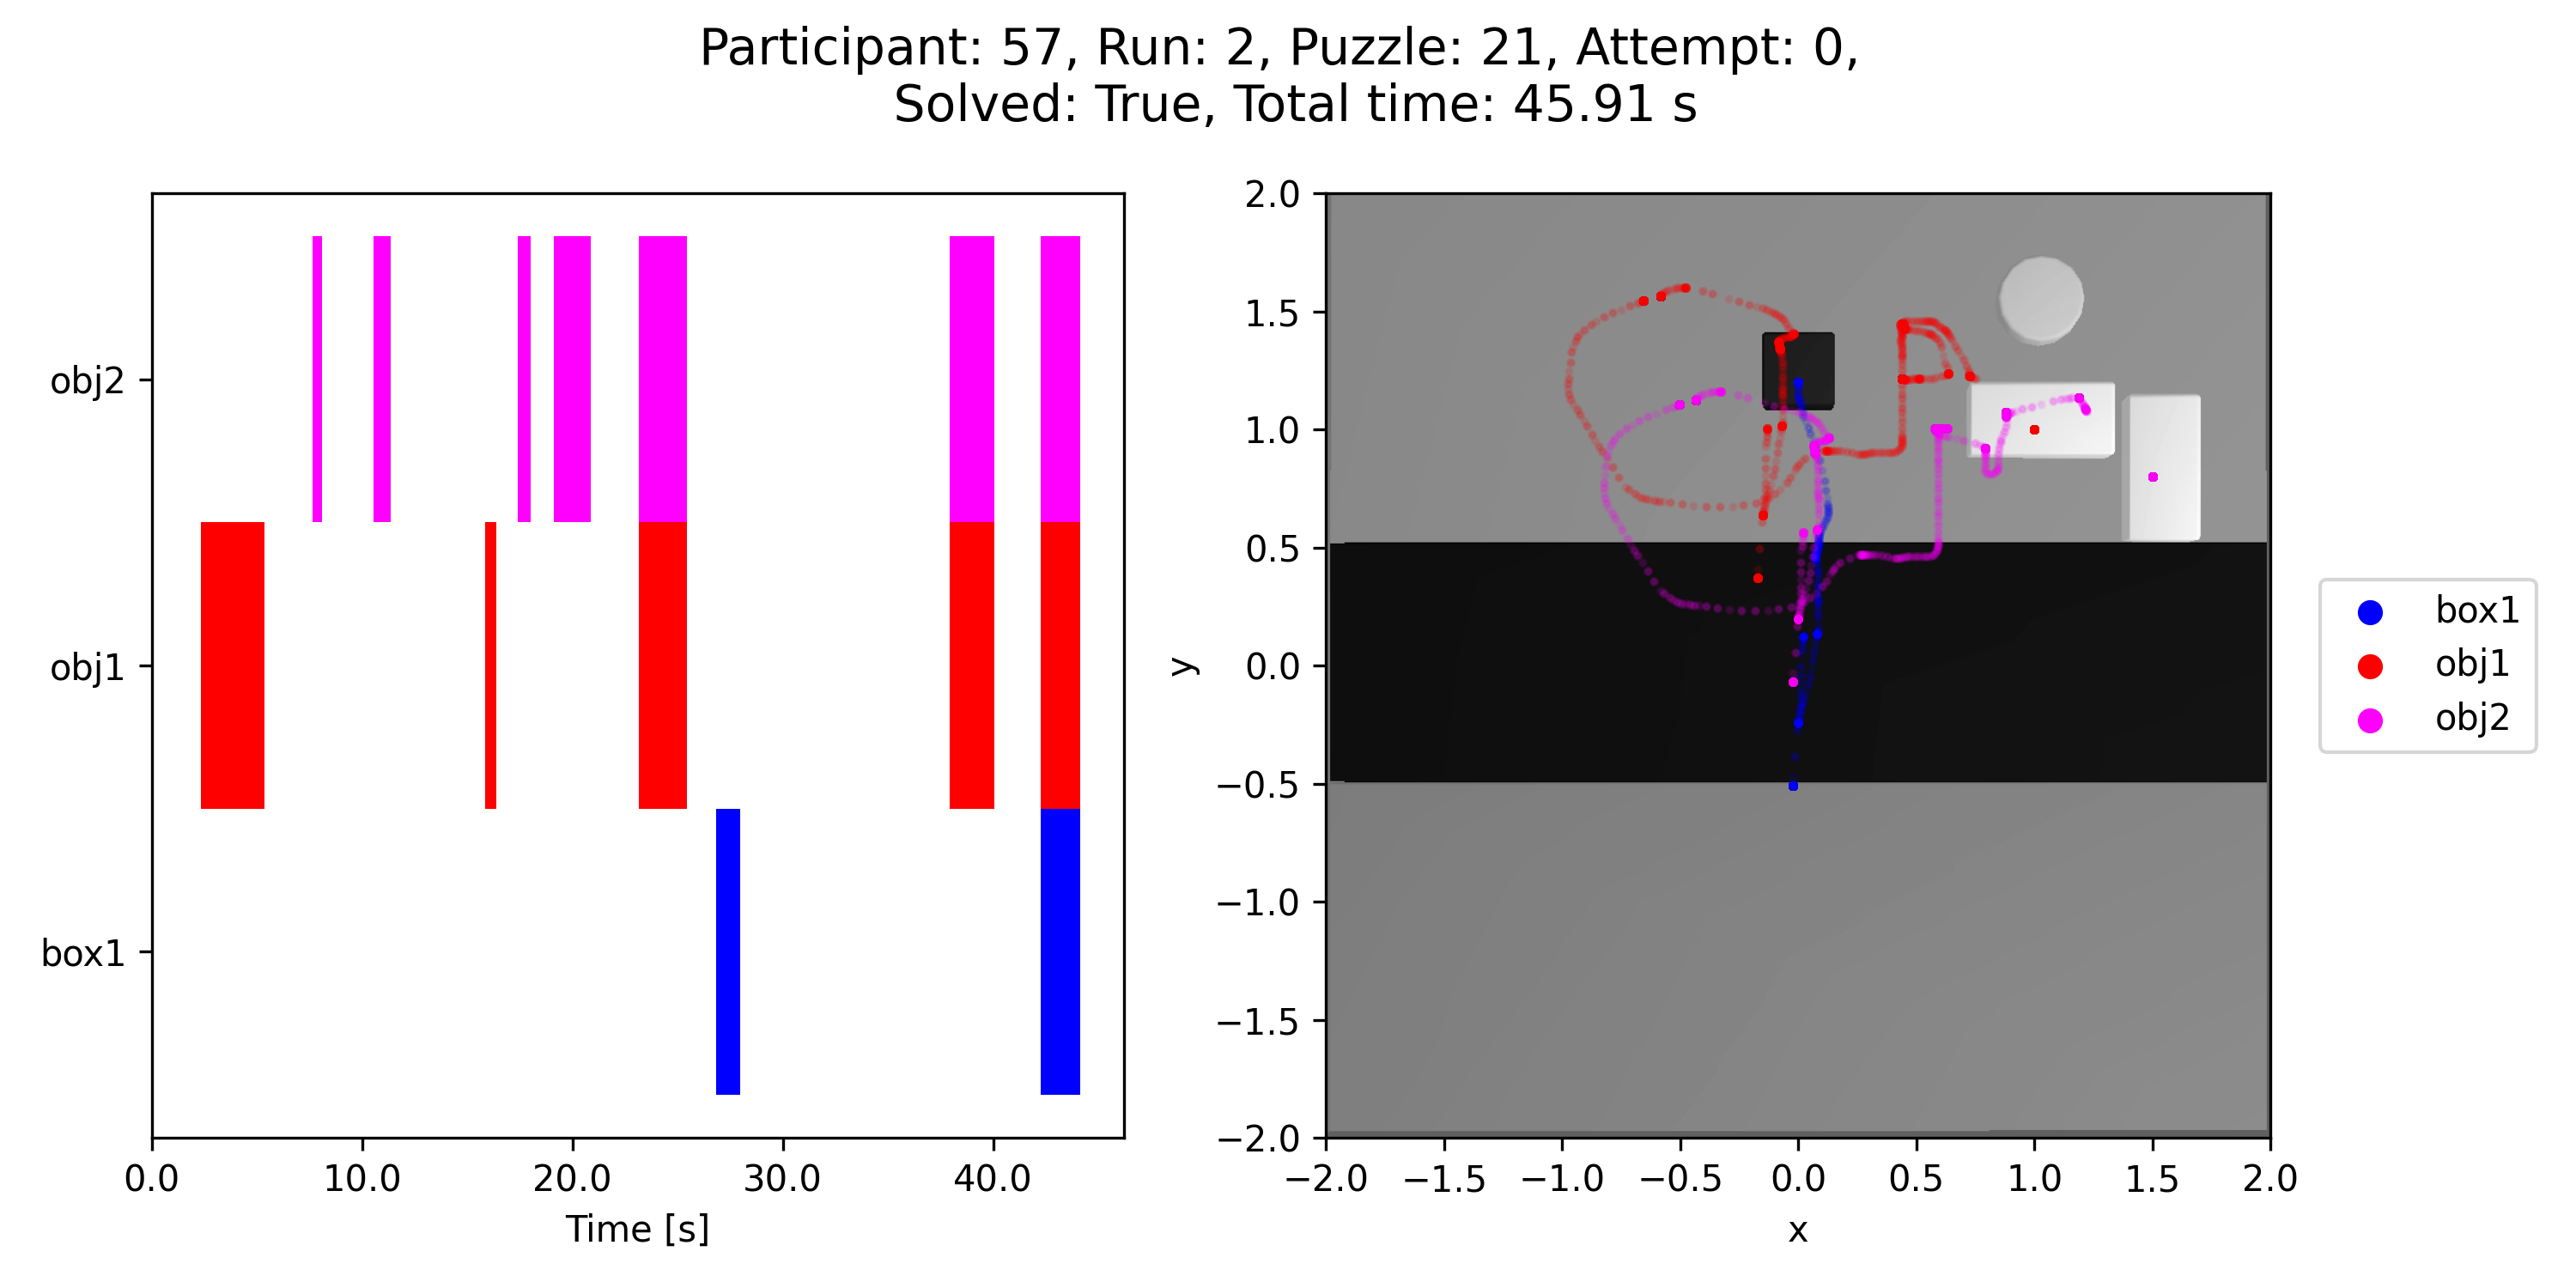 Participant: 57, Run: 2, Puzzle: 21, Attempt: 0,
Solved: True, Total time: 45.91 s
obj2
obj1
box1
0.0 10.0 20.0 30.0 40.0
Time [s]
2.0
1.5
1.0
0.5
0.0
−0.5
−1.0
−1.5
−2.0
y
−2.0 −1.5 −1.0 −0.5 0.0 0.5 1.0 1.5 2.0
x
box1
obj1
obj2